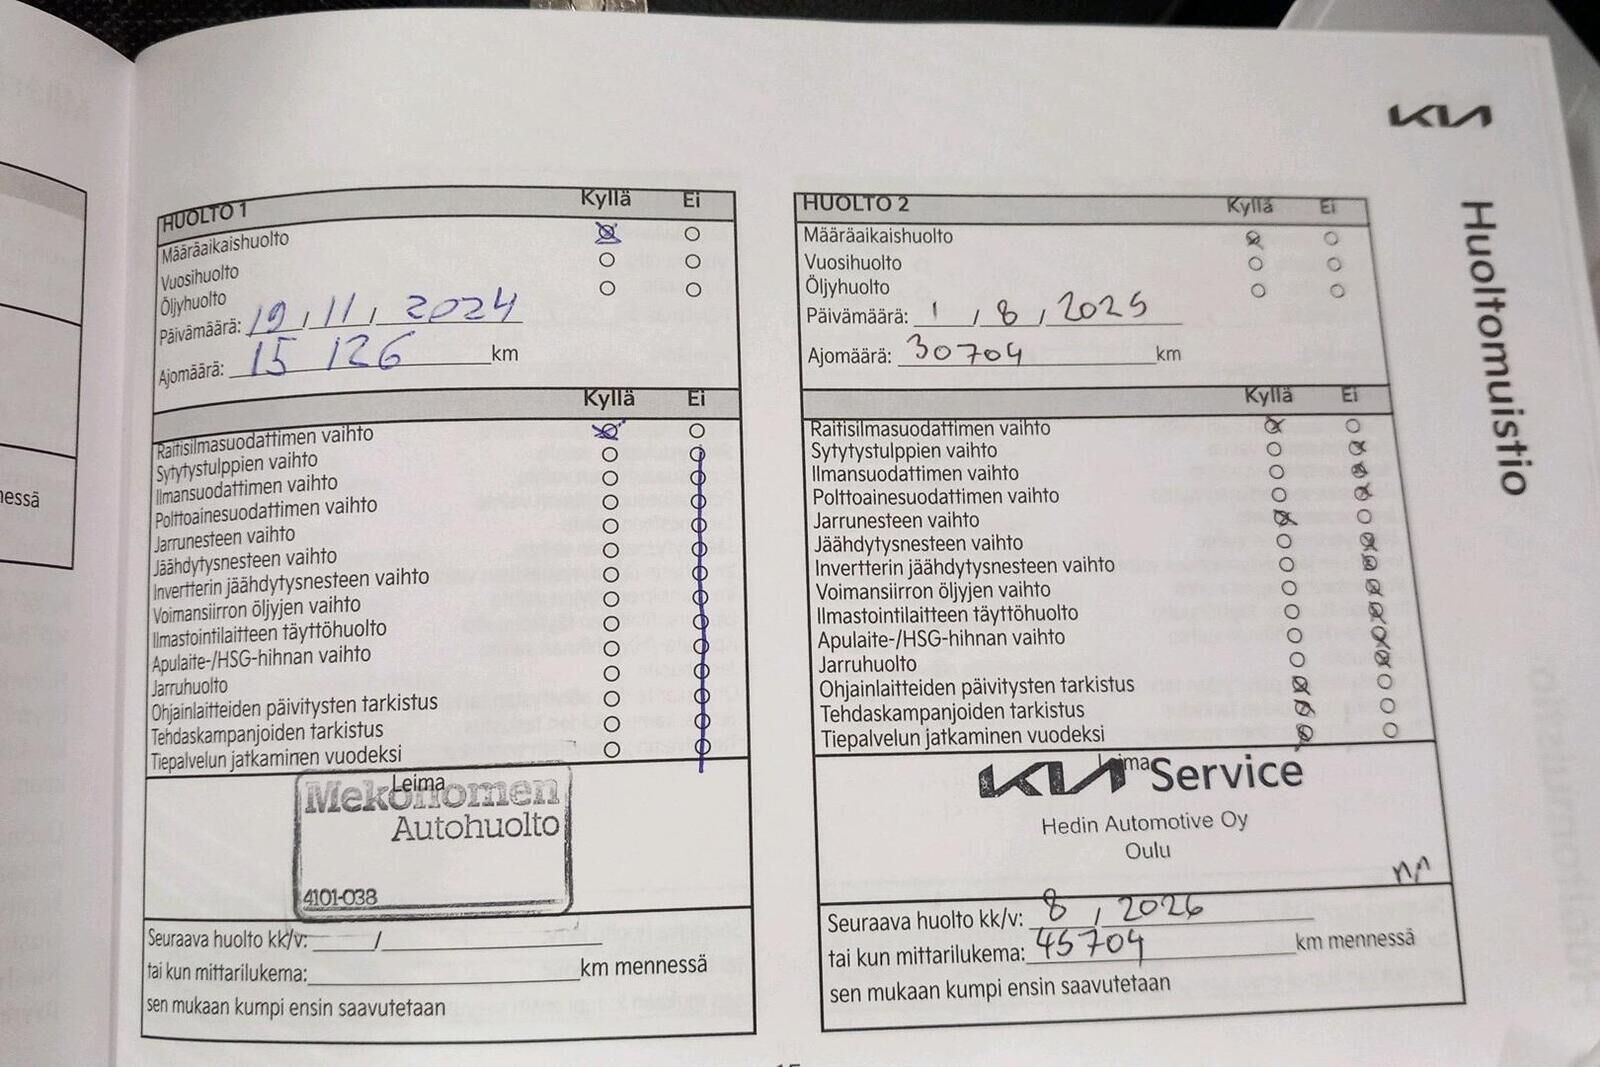 KIA
Huoltomuistio
nessä
HUOLTO 1 Kyllä Ei
Määräaikaishuolto
Vuosihuolto
Öljyhuolto
Päivämäärä: 19 / 11 / 2024
Ajomäärä: 15 126 km
Kyllä Ei
Raitisilmasuodattimen vaihto
Sytytystulppien vaihto
Ilmansuodattimen vaihto
Polttoainesuodattimen vaihto
Jarrunesteen vaihto
Jäähdytysnesteen vaihto
Invertterin jäähdytysnesteen vaihto
Voimansiirron öljyjen vaihto
Ilmastointilaitteen täyttöhuolto
Apulaite-/HSG-hihnan vaihto
Jarruhuolto
Ohjainlaitteiden päivitysten tarkistus
Tehdaskampanjoiden tarkistus
Tiepalvelun jatkaminen vuodeksi
Leima
Mekonomen
Autohuolto
4101-038
Seuraava huolto kk/v: /
tai kun mittarilukema: km mennessä
sen mukaan kumpi ensin saavutetaan
HUOLTO 2 Kyllä Ei
Määräaikaishuolto
Vuosihuolto
Öljyhuolto
Päivämäärä: 1 / 8 / 2025
Ajomäärä: 30704 km
Kyllä Ei
Raitisilmasuodattimen vaihto
Sytytystulppien vaihto
Ilmansuodattimen vaihto
Polttoainesuodattimen vaihto
Jarrunesteen vaihto
Jäähdytysnesteen vaihto
Invertterin jäähdytysnesteen vaihto
Voimansiirron öljyjen vaihto
Ilmastointilaitteen täyttöhuolto
Apulaite-/HSG-hihnan vaihto
Jarruhuolto
Ohjainlaitteiden päivitysten tarkistus
Tehdaskampanjoiden tarkistus
Tiepalvelun jatkaminen vuodeksi
Leima
KIA Service
Hedin Automotive Oy
Oulu
Seuraava huolto kk/v: 8 / 2026
tai kun mittarilukema: 45704 km mennessä
sen mukaan kumpi ensin saavutetaan